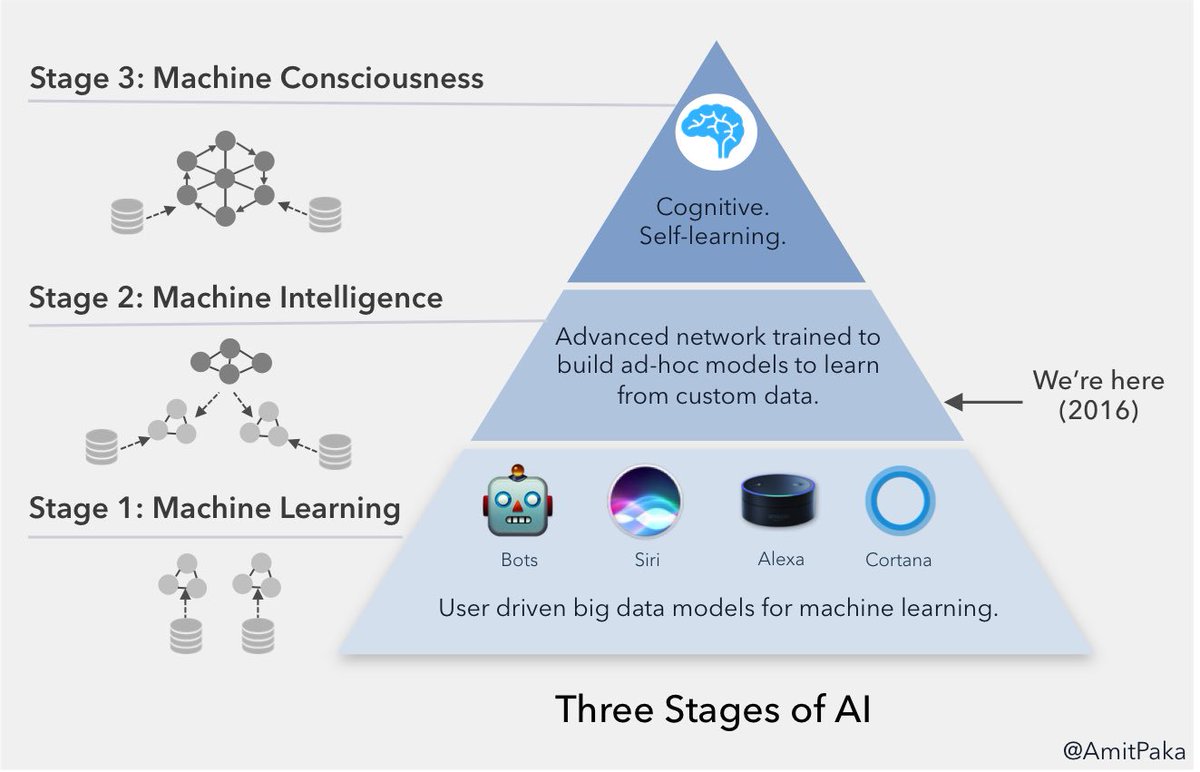 Stage 3: Machine Consciousness
Cognitive.
Self-learning.
Stage 2: Machine Intelligence
Advanced network trained to
build ad-hoc models to learn
from custom data.
We're here
(2016)
Stage 1: Machine Learning
Bots
Siri
Alexa
Cortana
User driven big data models for machine learning.
Three Stages of AI
@AmitPaka